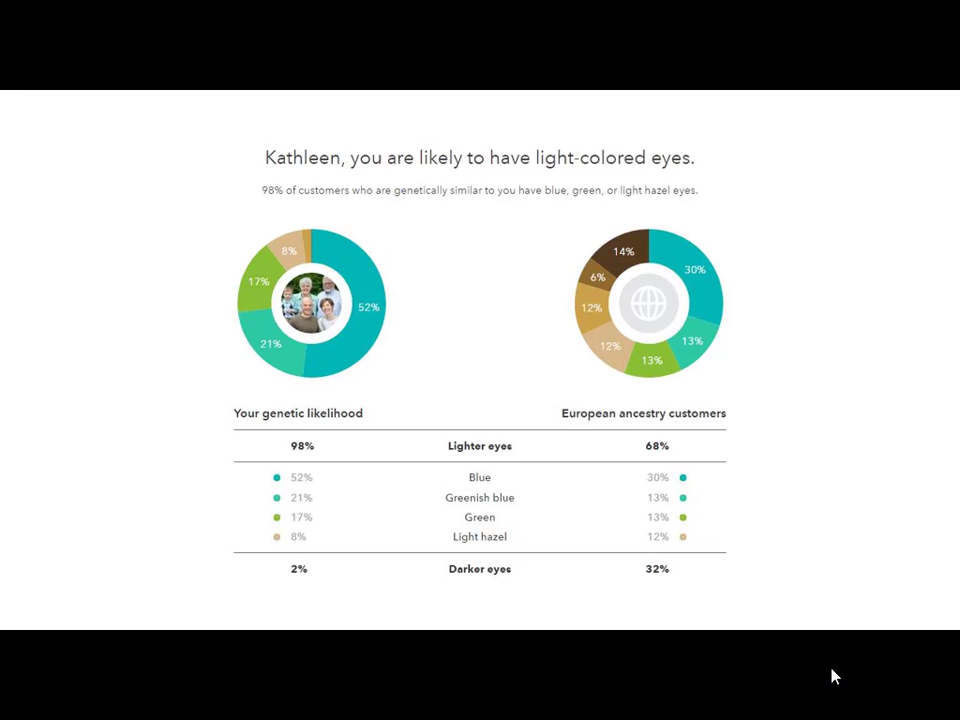 Kathleen, you are likely to have light-colored eyes.
98% of customers who are genetically similar to you have blue, green, or light hazel eyes.
8%
17%
52%
21%
14%
30%
6%
12%
13%
12%
13%
Your genetic likelihood European ancestry customers
98% Lighter eyes 68%
52% Blue 30%
21% Greenish blue 13%
17% Green 13%
8% Light hazel 12%
2% Darker eyes 32%